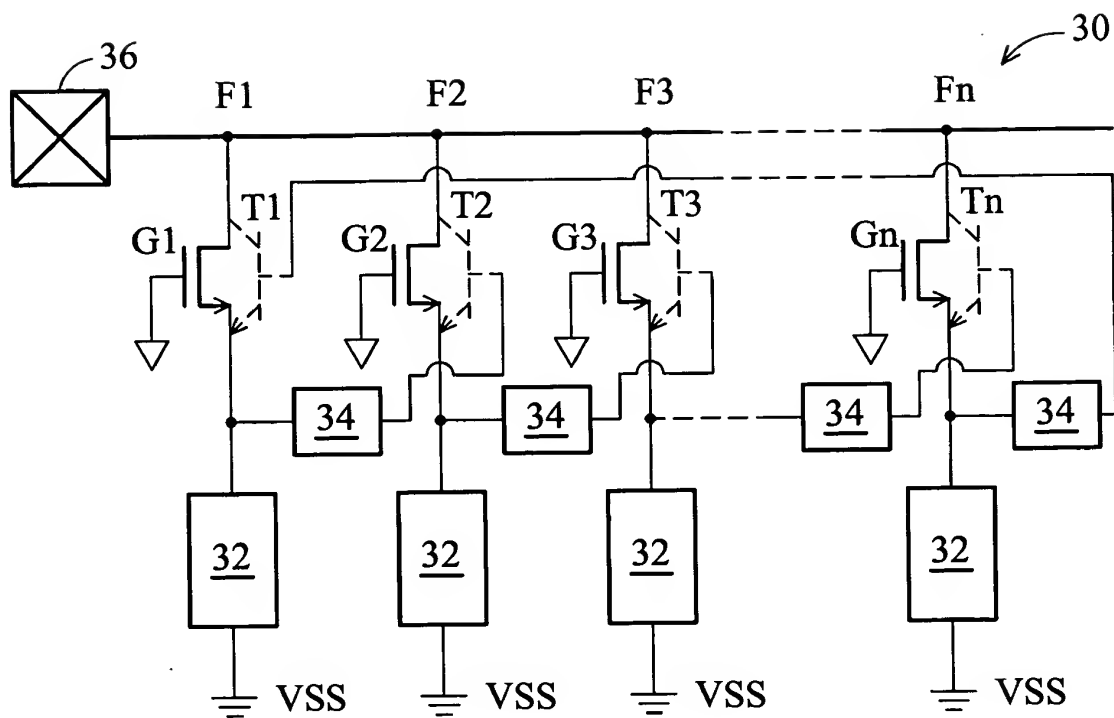 30
36
F1 F2 F3 Fn
T1 T2 T3 Tn
G1 G2 G3 Gn
34 34 34 34
32 32 32 32
VSS VSS VSS VSS